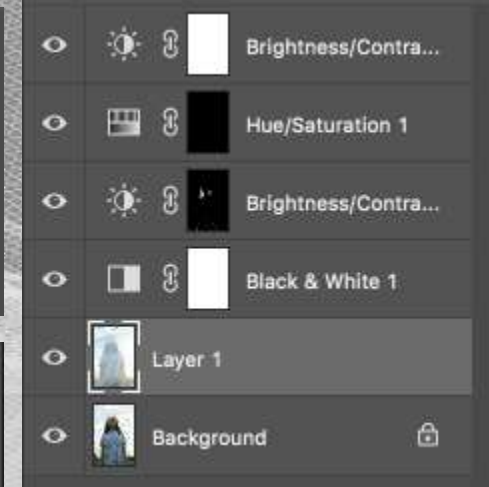 Brightness/Contra...
Hue/Saturation 1
Brightness/Contra...
Black & White 1
Layer 1
Background